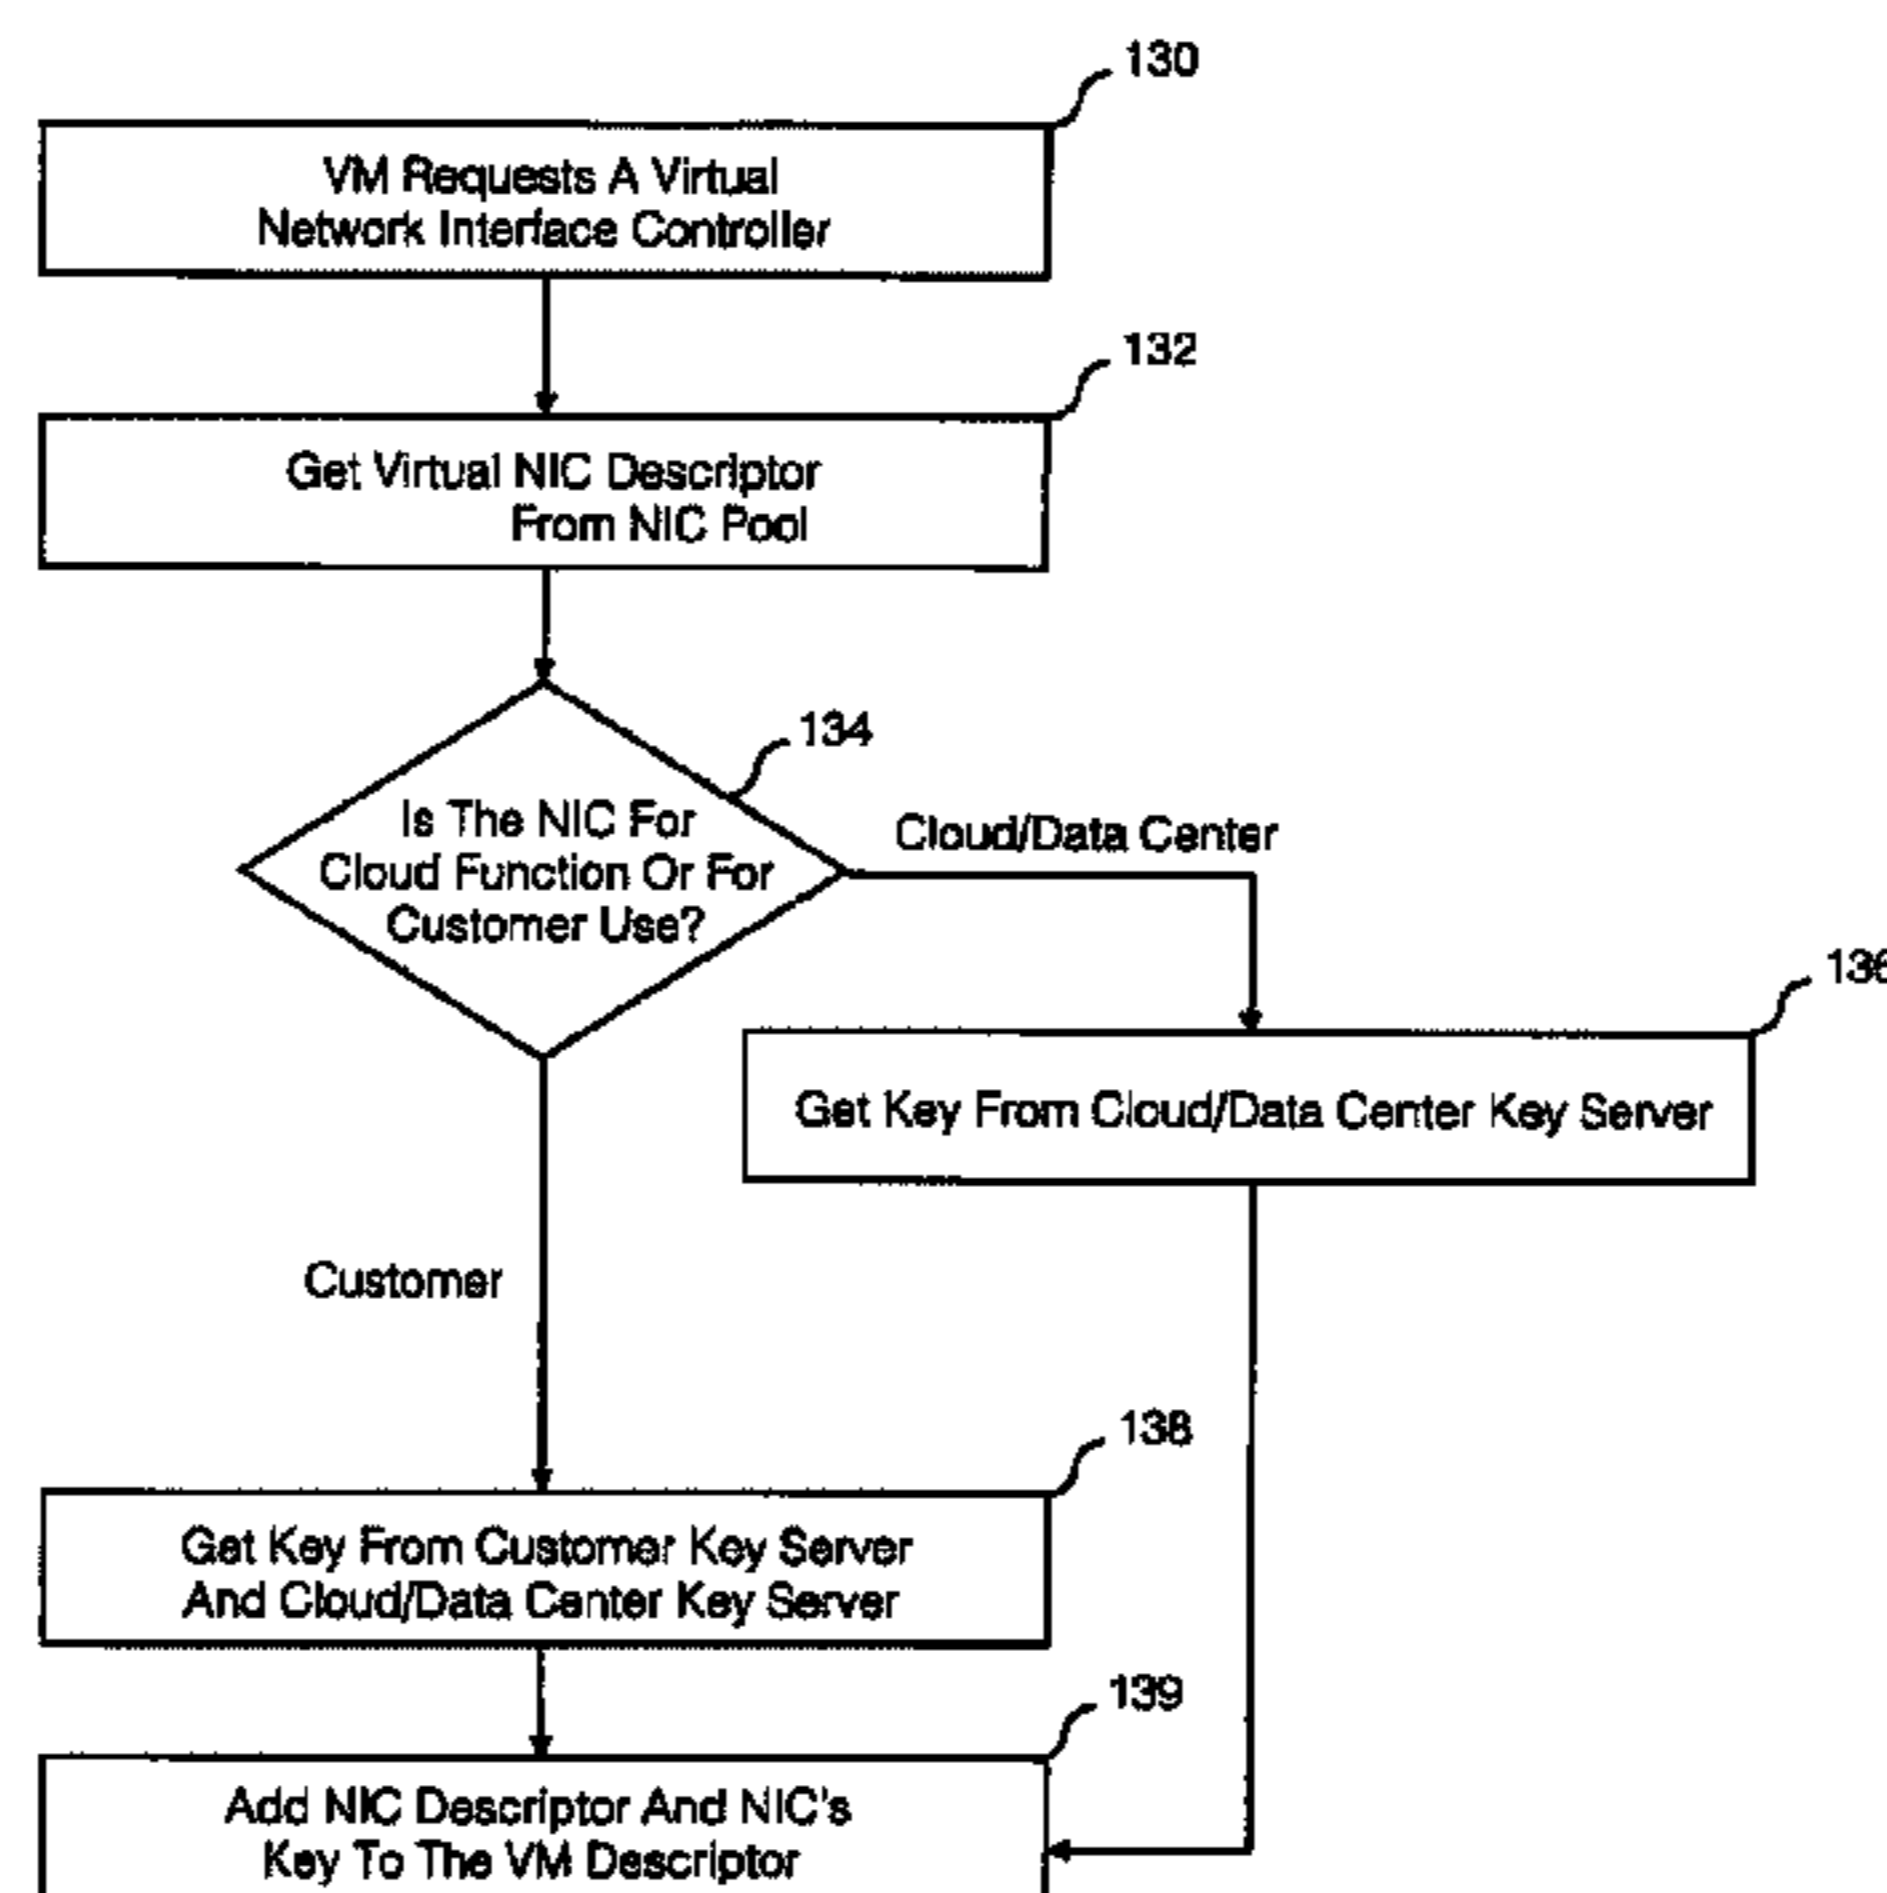 130
VM Requests A Virtual
Network Interface Controller
132
Get Virtual NIC Descriptor
From NIC Pool
134
Is The NIC For
Cloud Function Or For
Customer Use?
Cloud/Data Center
136
Get Key From Cloud/Data Center Key Server
Customer
138
Get Key From Customer Key Server
And Cloud/Data Center Key Server
139
Add NIC Descriptor And NIC's
Key To The VM Descriptor